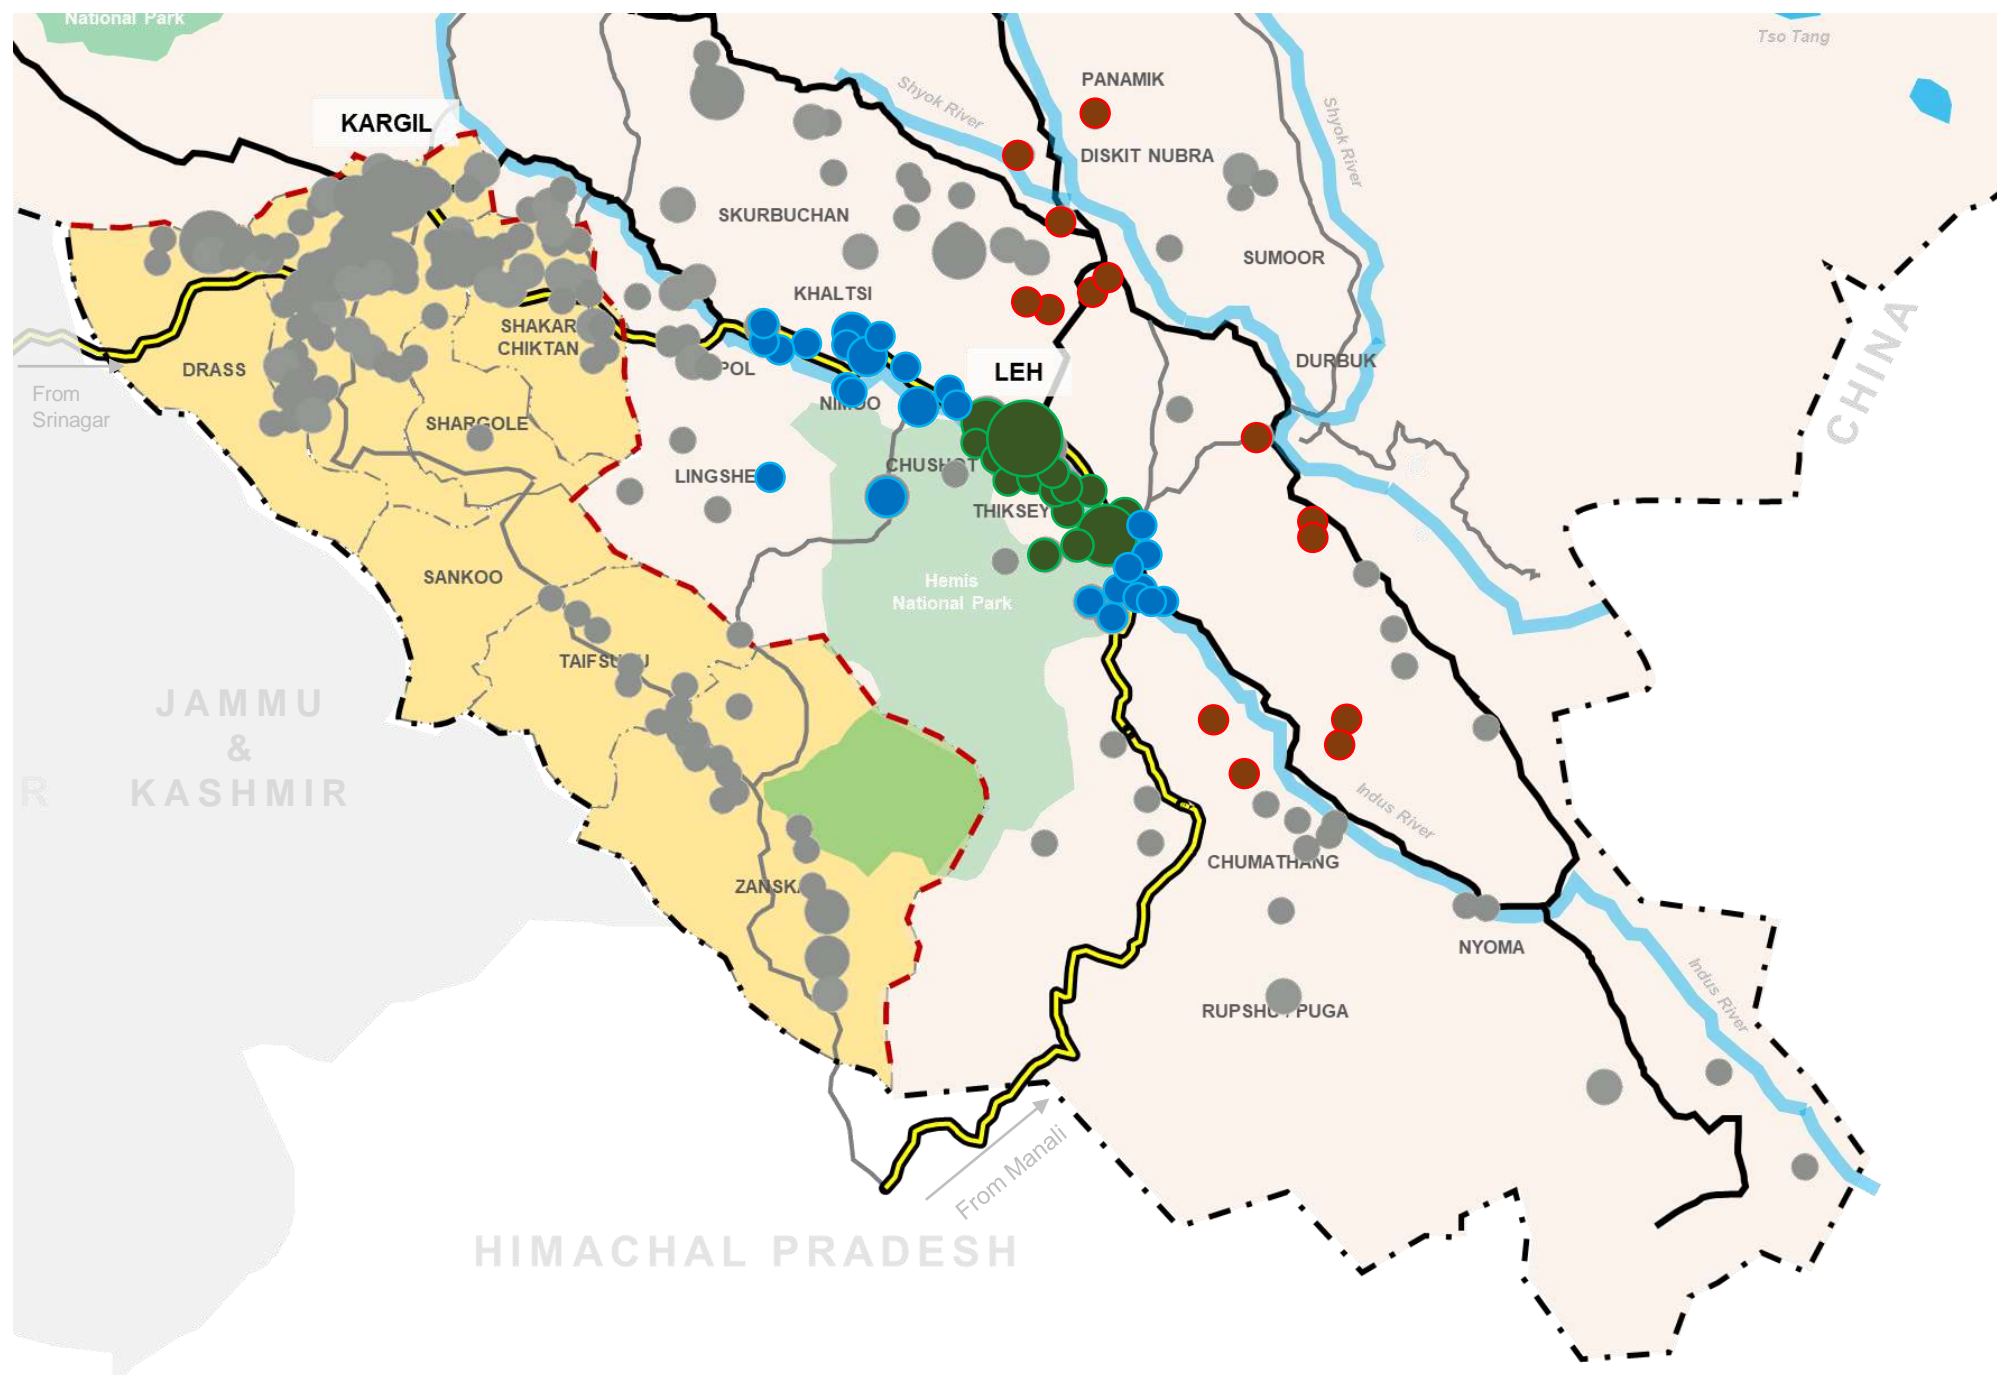 National Park
Tso Tang
PANAMIK
Shyok River
Shyok River
KARGIL
DISKIT NUBRA
SKURBUCHAN
SUMOOR
KHALTSI
SHAKAR
CHIKTAN
DURBUK
DRASS
LEH
CHINA
From
Srinagar
SHARGOLE
LINGSHE
THIKSEY
SANKOO
Hemis
National Park
JAMMU
&
KASHMIR
R
Indus River
CHUMATHANG
NYOMA
Indus River
PUGA
From Manali
HIMACHAL PRADESH